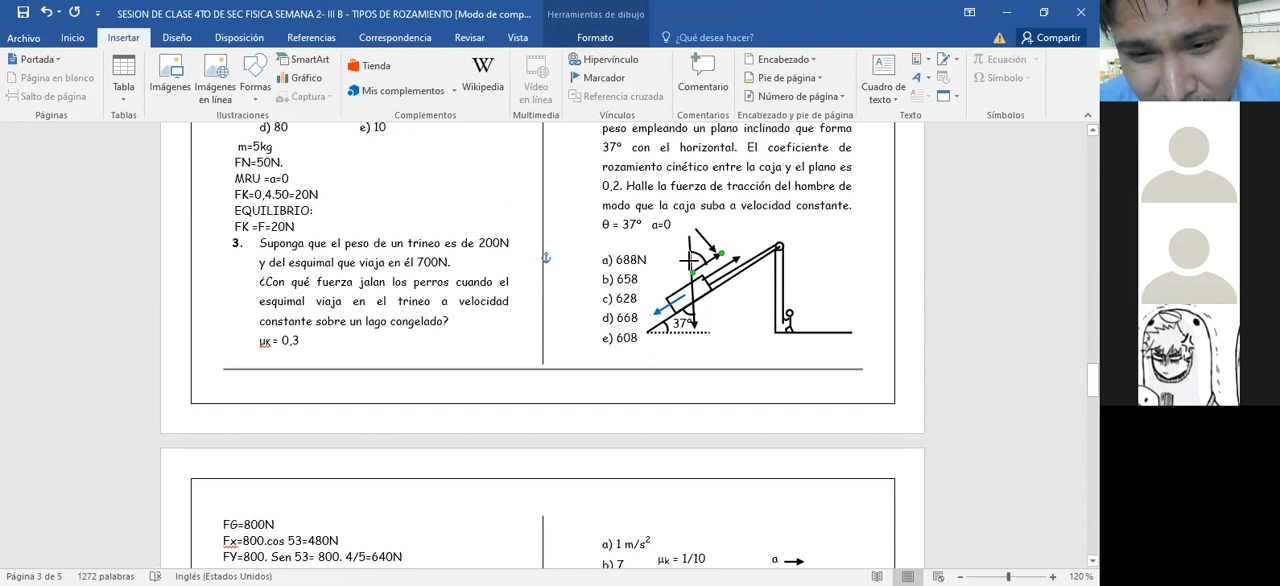 SESION DE CLASE 4TO DE SEC FISICA SEMANA 2- III B - TIPOS DE ROZAMIENTO [Modo de comp...
Herramientas de dibujo
Archivo Inicio Insertar Diseño Disposición Referencias Correspondencia Revisar Vista Formato ¿Qué desea hacer? Compartir
Portada
Página en blanco
Salto de página
Páginas
Tabla
Tablas
Imágenes
Imágenes en línea
Formas
SmartArt
Gráfico
Captura
Ilustraciones
Tienda
Mis complementos
Wikipedia
Complementos
Vídeo en línea
Multimedia
Hipervínculo
Marcador
Referencia cruzada
Vínculos
Comentario
Comentarios
Encabezado
Pie de página
Número de página
Encabezado y pie de página
Cuadro de texto
Texto
Ecuación
Símbolo
Símbolos
d) 80 e) 10
m=5kg
FN=50N.
MRU =a=0
FK=0,4.50=20N
EQUILIBRIO:
FK =F=20N
3. Suponga que el peso de un trineo es de 200N
y del esquimal que viaja en él 700N.
¿Con qué fuerza jalan los perros cuando el
esquimal viaja en el trineo a velocidad
constante sobre un lago congelado?
μK = 0,3
peso empleando un plano inclinado que forma
37º con el horizontal. El coeficiente de
rozamiento cinético entre la caja y el plano es
0,2. Halle la fuerza de tracción del hombre de
modo que la caja suba a velocidad constante.
θ = 37º a=0
a) 688N
b) 658
c) 628
d) 668
e) 608
37º
FG=800N
Fx=800.cos 53=480N
FY=800. Sen 53= 800. 4/5=640N
a) 1 m/s²
b) 7
μk = 1/10
a
Página 3 de 5 1272 palabras Inglés (Estados Unidos) 120 %